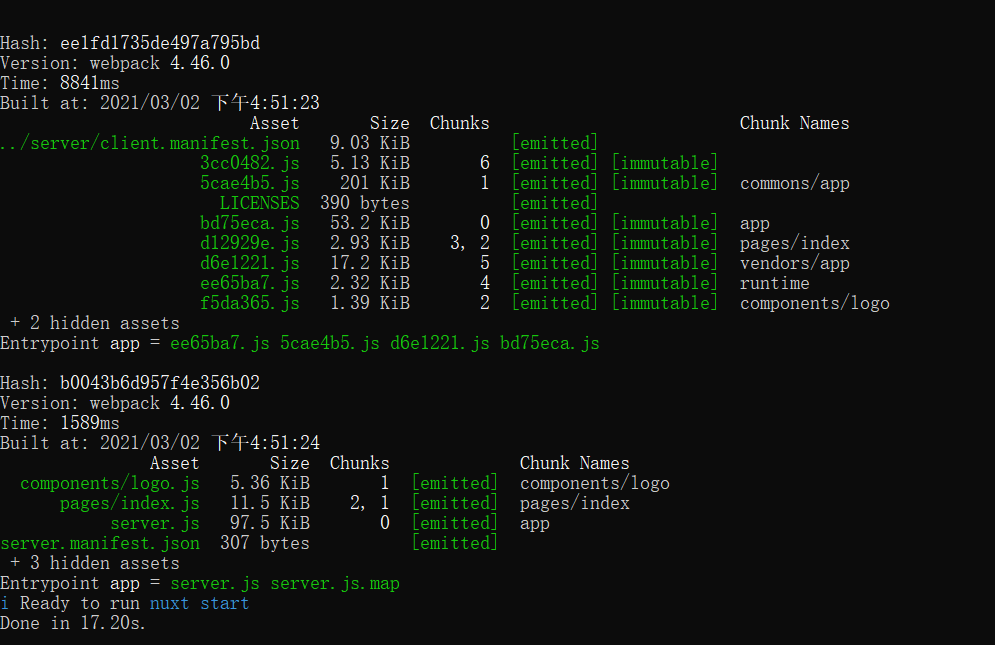 Hash: ee1fd1735de497a795bd
Version: webpack 4.46.0
Time: 8841ms
Built at: 2021/03/02 下午4:51:23
Asset Size Chunks Chunk Names
../server/client.manifest.json 9.03 KiB [emitted]
3cc0482.js 5.13 KiB 6 [emitted] [immutable]
5cae4b5.js 201 KiB 1 [emitted] [immutable] commons/app
LICENSES 390 bytes [emitted]
bd75eca.js 53.2 KiB 0 [emitted] [immutable] app
d12929e.js 2.93 KiB 3, 2 [emitted] [immutable] pages/index
d6e1221.js 17.2 KiB 5 [emitted] [immutable] vendors/app
ee65ba7.js 2.32 KiB 4 [emitted] [immutable] runtime
f5da365.js 1.39 KiB 2 [emitted] [immutable] components/logo
+ 2 hidden assets
Entrypoint app = ee65ba7.js 5cae4b5.js d6e1221.js bd75eca.js
Hash: b0043b6d957f4e356b02
Version: webpack 4.46.0
Time: 1589ms
Built at: 2021/03/02 下午4:51:24
Asset Size Chunks Chunk Names
components/logo.js 5.36 KiB 1 [emitted] components/logo
pages/index.js 11.5 KiB 2, 1 [emitted] pages/index
server.js 97.5 KiB 0 [emitted] app
server.manifest.json 307 bytes [emitted]
+ 3 hidden assets
Entrypoint app = server.js server.js.map
i Ready to run nuxt start
Done in 17.20s.